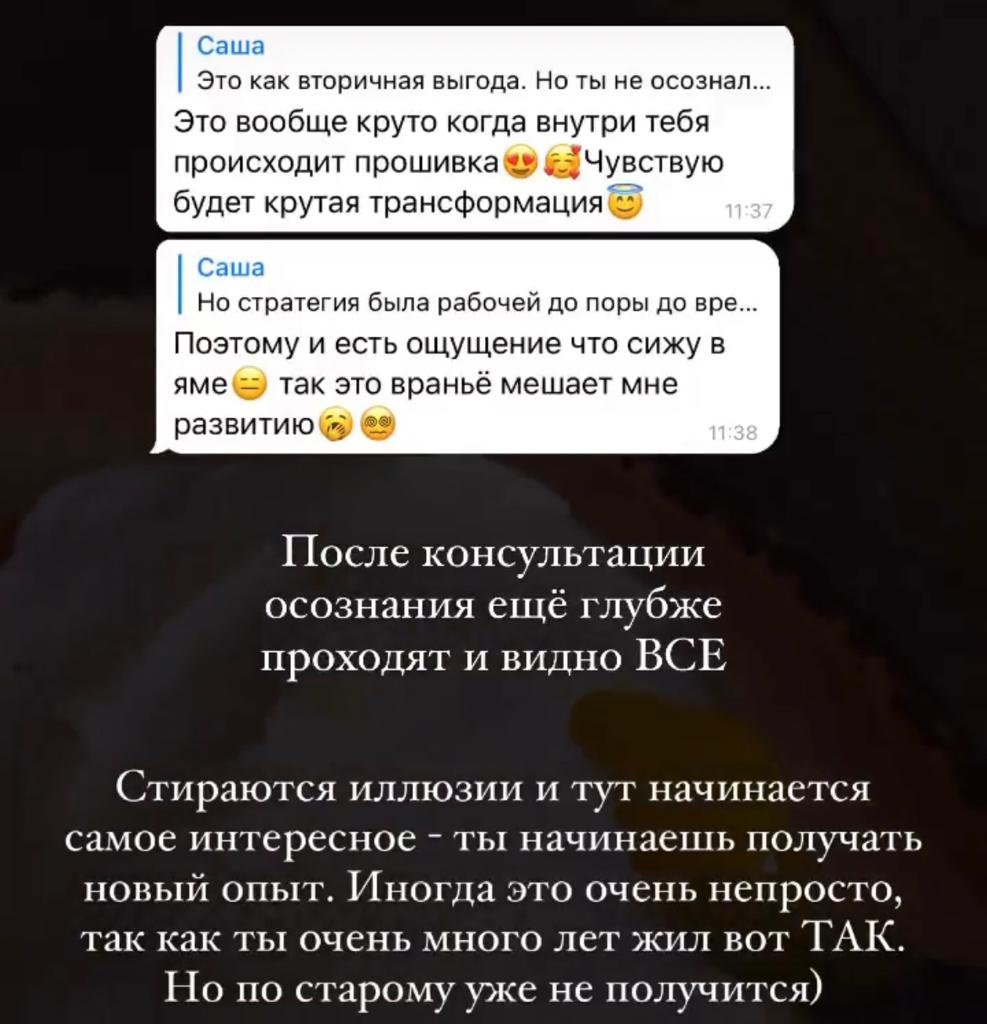 Саша
Это как вторичная выгода. Но ты не осознал...
Это вообще круто когда внутри тебя
происходит прошивка😍🥰Чувствую
будет крутая трансформация😇
11:37
Саша
Но стратегия была рабочей до поры до вре...
Поэтому и есть ощущение что сижу в
яме😑 так это враньё мешает мне
развитию🥱😵‍💫
11:38
После консультации
осознания ещё глубже
проходят и видно ВСЕ
Стираются иллюзии и тут начинается
самое интересное - ты начинаешь получать
новый опыт. Иногда это очень непросто,
так как ты очень много лет жил вот ТАК.
Но по старому уже не получится)